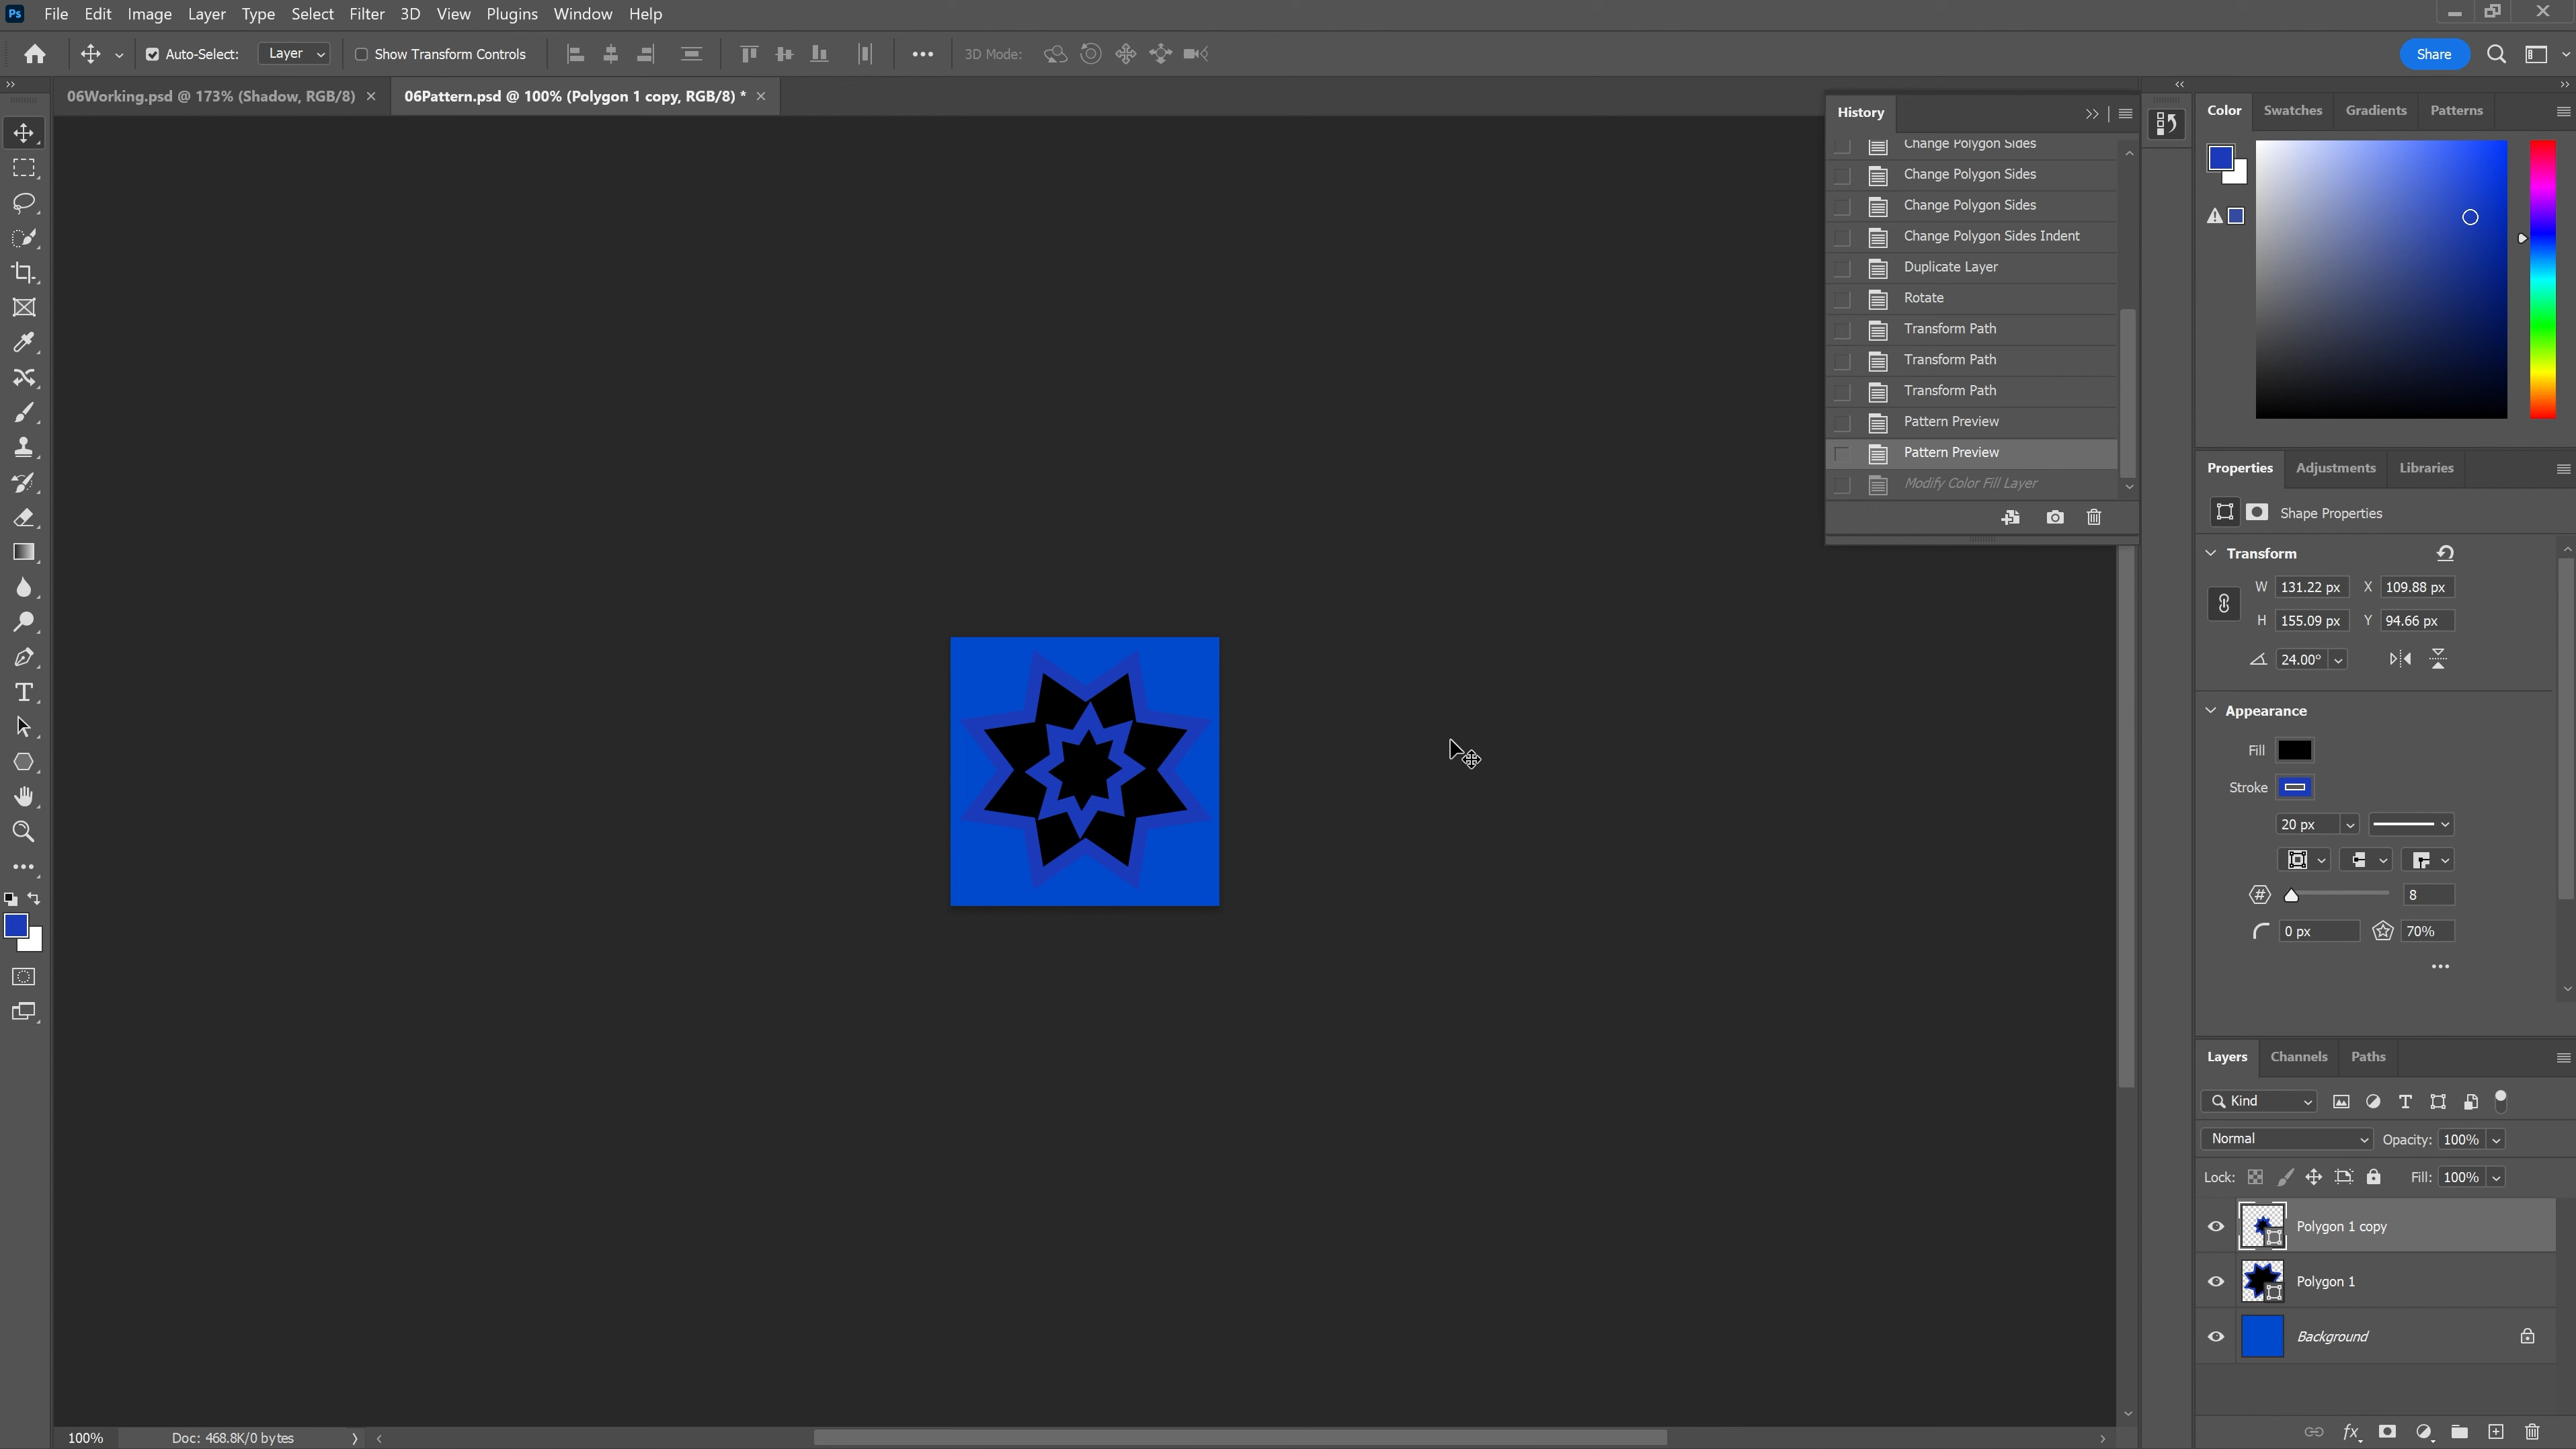 Ps File Edit Image Layer Type Select Filter 3D View Plugins Window Help
Auto-Select: Layer Show Transform Controls 3D Mode: Share
06Working.psd @ 173% (Shadow, RGB/8) × 06Pattern.psd @ 100% (Polygon 1 copy, RGB/8) * ×
History
Change Polygon Sides
Change Polygon Sides
Change Polygon Sides
Change Polygon Sides Indent
Duplicate Layer
Rotate
Transform Path
Transform Path
Transform Path
Pattern Preview
Pattern Preview
Modify Color Fill Layer
Color Swatches Gradients Patterns
Properties Adjustments Libraries
Shape Properties
Transform
W 131.22 px X 109.88 px
H 155.09 px Y 94.66 px
24.00°
Appearance
Fill
Stroke
20 px
# 8
0 px 70%
Layers Channels Paths
Kind
Normal Opacity: 100%
Lock: Fill: 100%
Polygon 1 copy
Polygon 1
Background
fx
100% Doc: 468.8K/0 bytes